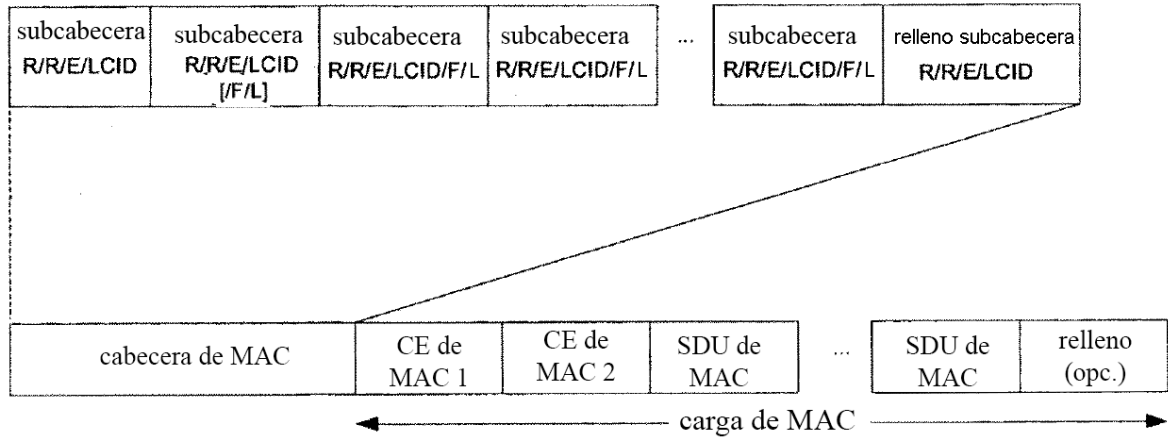 subcabecera
R/R/E/LCID
subcabecera
R/R/E/LCID
[/F/L]
subcabecera
R/R/E/LCID/F/L
subcabecera
R/R/E/LCID/F/L
...
subcabecera
R/R/E/LCID/F/L
relleno subcabecera
R/R/E/LCID
cabecera de MAC
CE de
MAC 1
CE de
MAC 2
SDU de
MAC
...
SDU de
MAC
relleno
(opc.)
carga de MAC